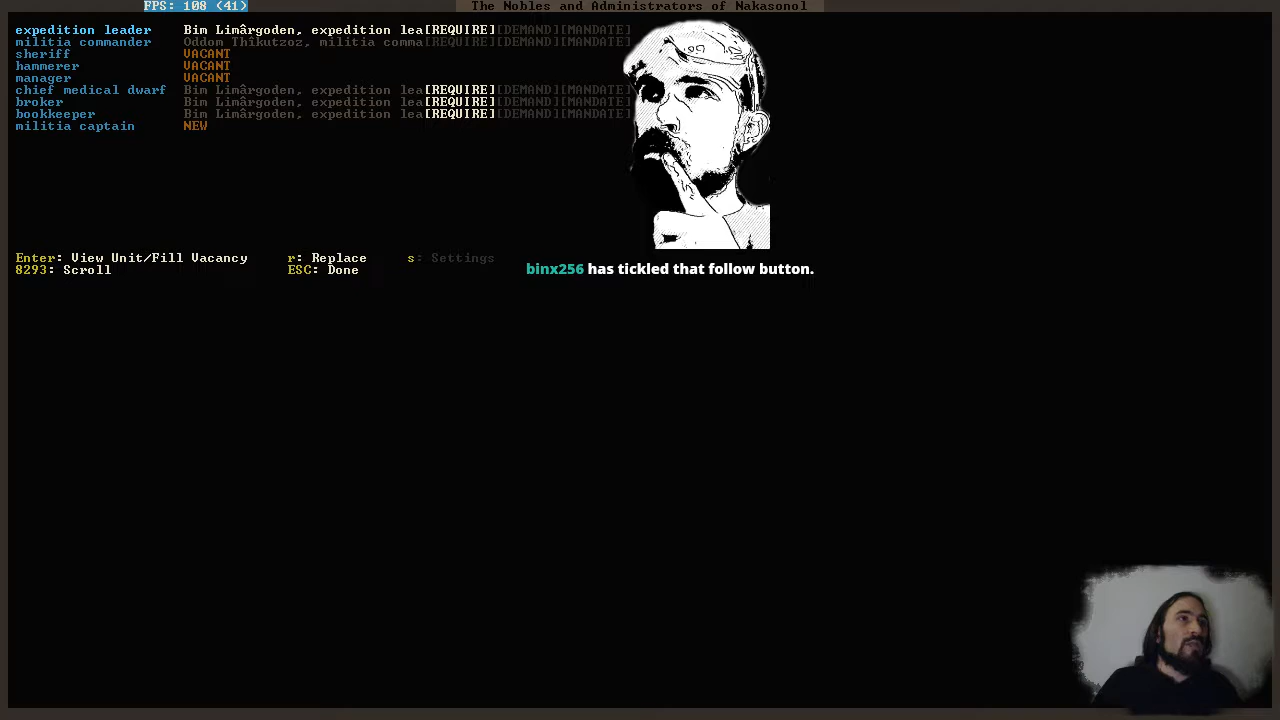 FPS: 108 (41)
The Nobles and Administrators of Nakasonol
expedition leader Bim Limârgoden, expedition lea[REQUIRE][DEMAND][MANDATE]
militia commander Oddom Thîkutzoz, militia comma[REQUIRE][DEMAND][MANDATE]
sheriff VACANT
hammerer VACANT
manager VACANT
chief medical dwarf Bim Limârgoden, expedition lea[REQUIRE][DEMAND][MANDATE]
broker Bim Limârgoden, expedition lea[REQUIRE][DEMAND][MANDATE]
bookkeeper Bim Limârgoden, expedition lea[REQUIRE][DEMAND][MANDATE]
militia captain NEW
Enter: View Unit/Fill Vacancy r: Replace s: Settings
8293: Scroll ESC: Done
binx256 has tickled that follow button.